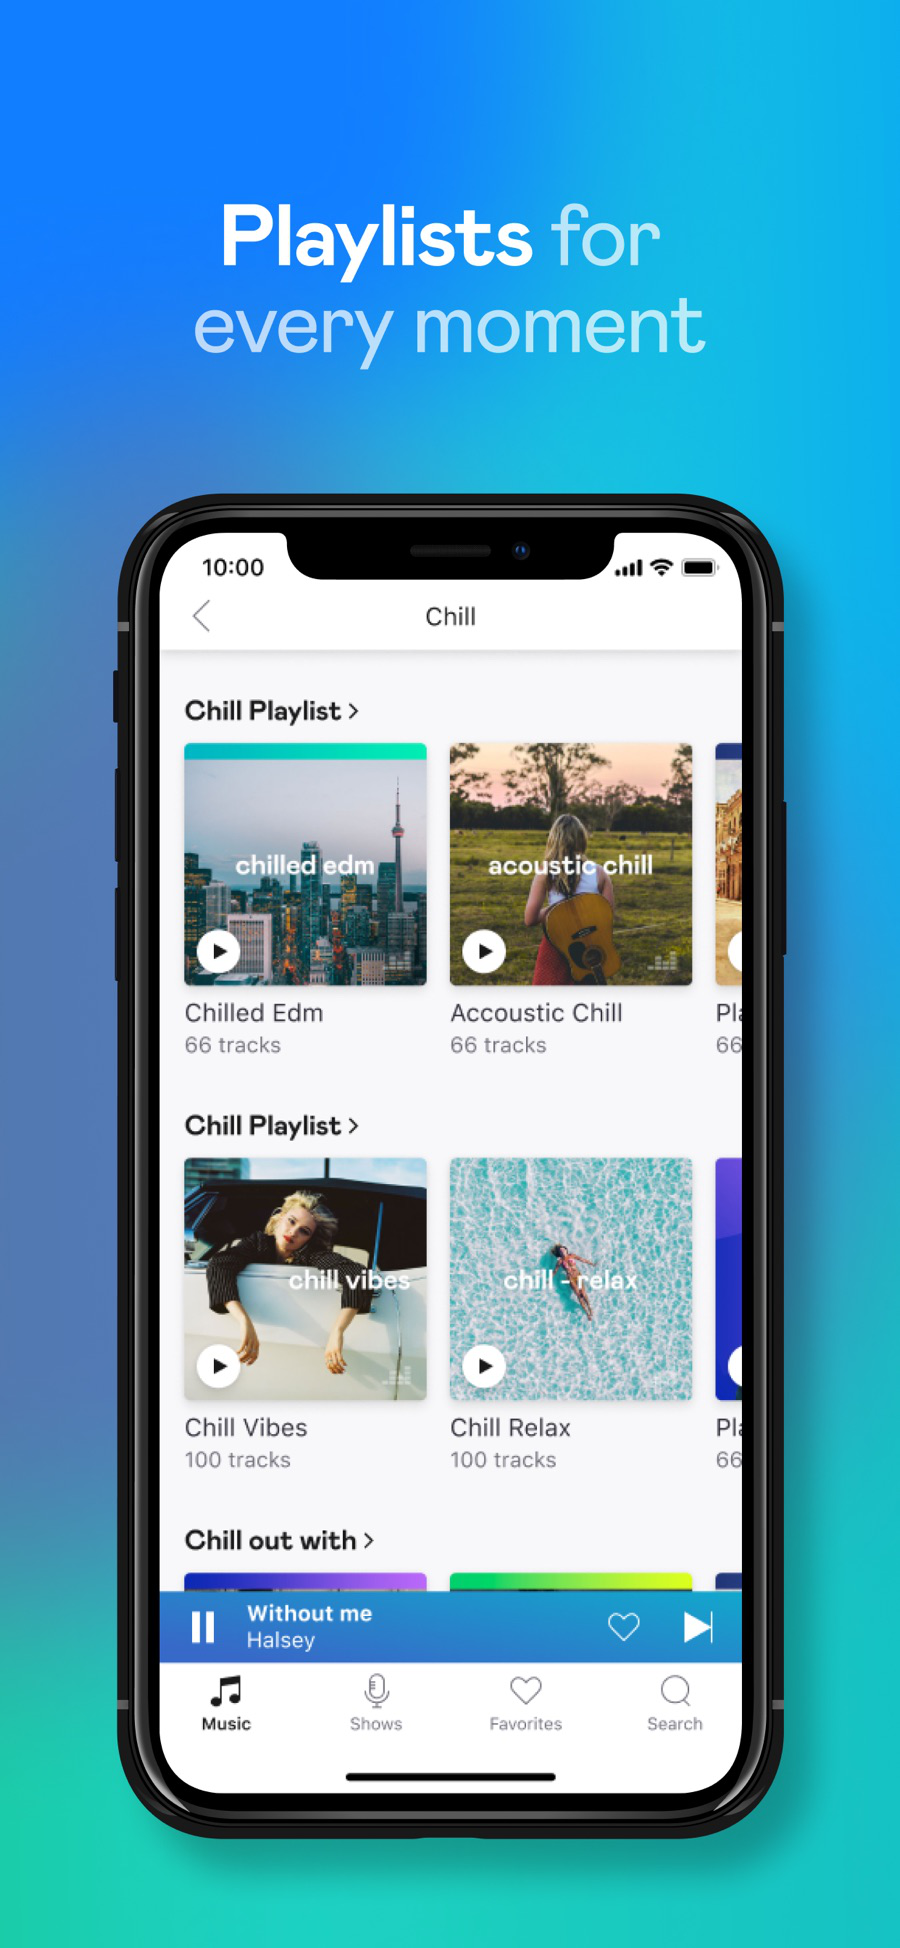 Playlists for
every moment
10:00
Chill
Chill Playlist >
chilled edm
acoustic chill
Chilled Edm
Accoustic Chill
66 tracks
66 tracks
66
Chill Playlist >
chill vibes
chill - relax
Chill Vibes
Chill Relax
100 tracks
100 tracks
66
Chill out with >
Without me
Halsey
Music
Shows
Favorites
Search